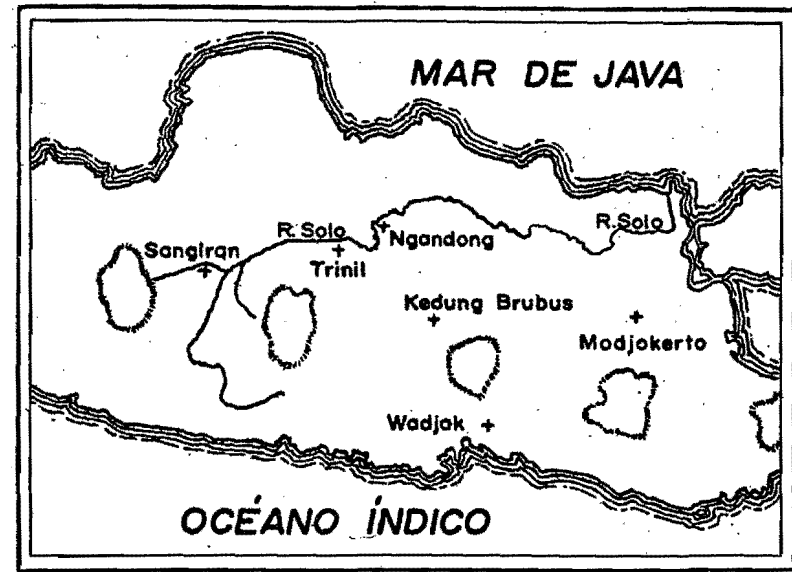 MAR DE JAVA
R. Solo
R. Solo
Sangiran
Ngandong
Trinil
Kedung Brubus
Modjokerto
Wadjak
OCÉANO ÍNDICO